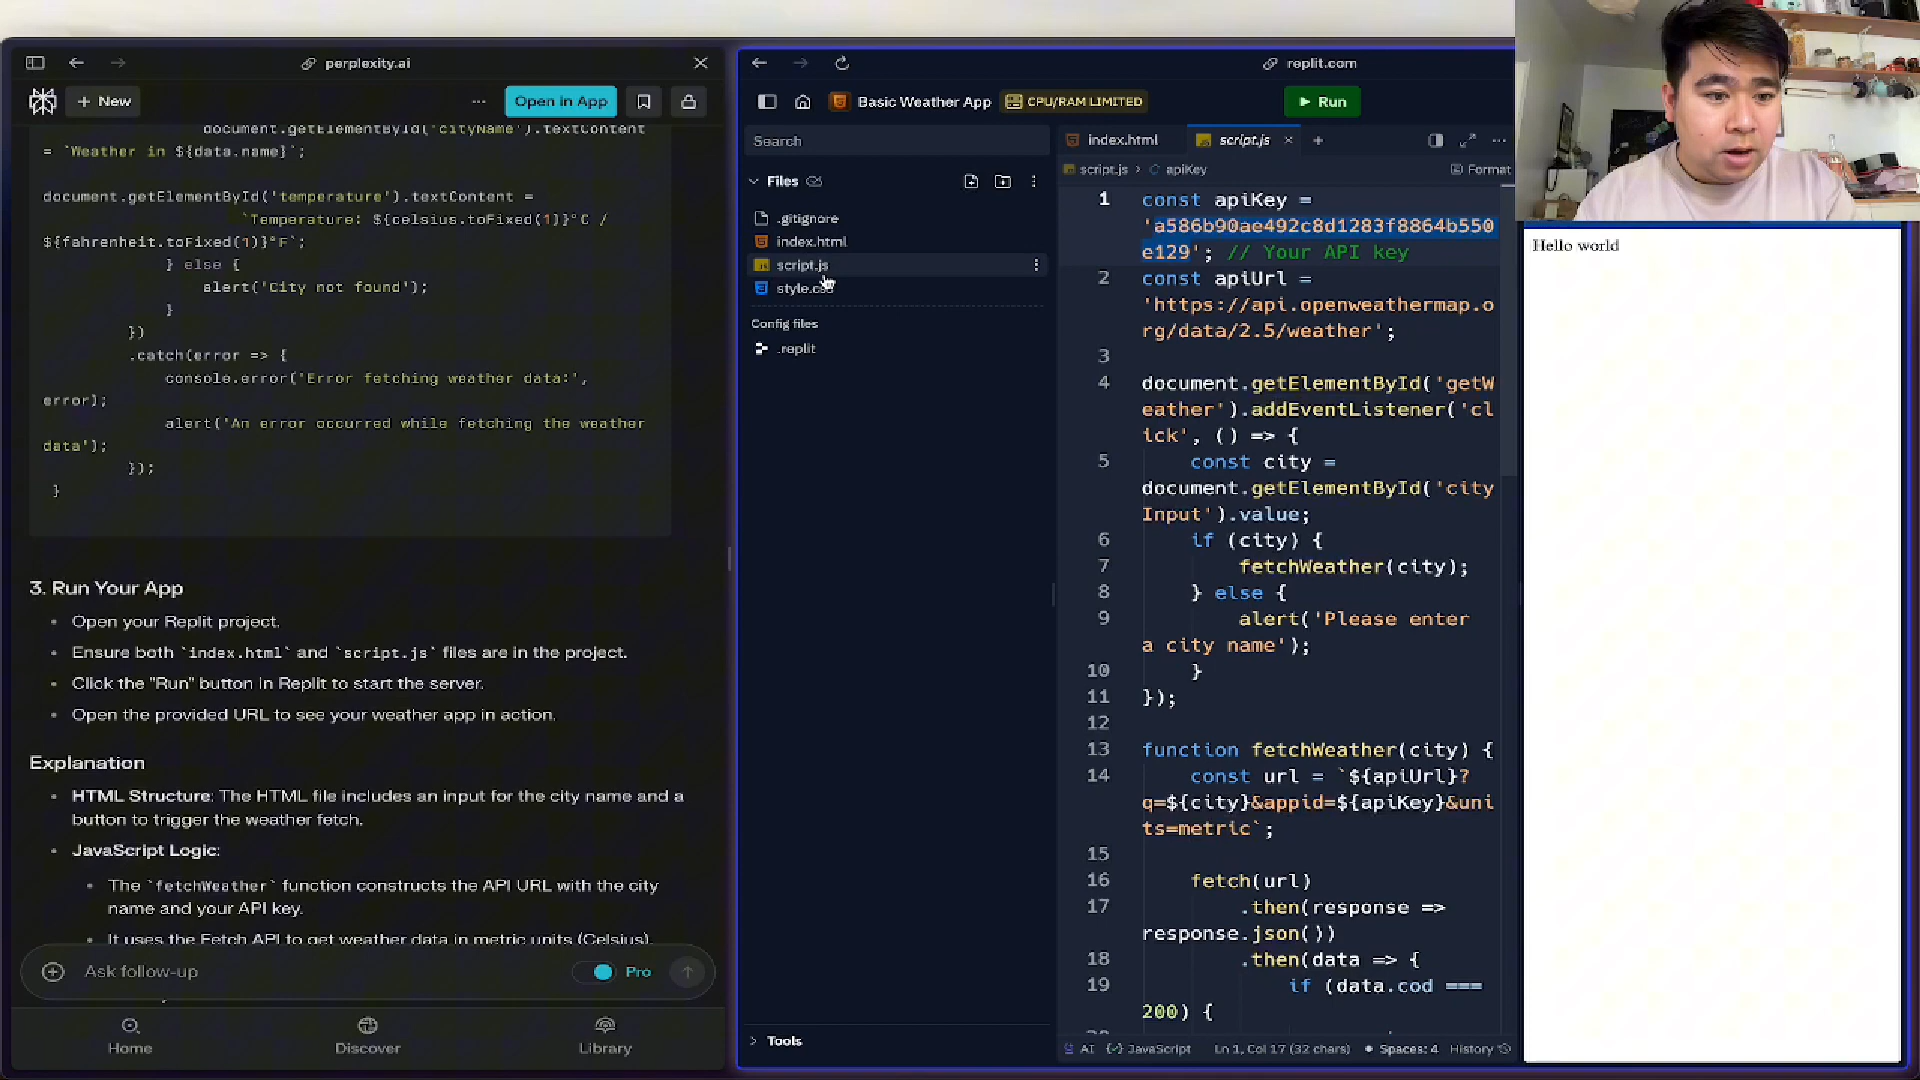 perplexity.ai
New
Open in App
document.getElementById('cityName').textContent
= `Weather in ${data.name}`;
document.getElementById('temperature').textContent =
`Temperature: ${celsius.toFixed(1)}°C /
${fahrenheit.toFixed(1)}°F`;
} else {
alert('City not found');
}
})
.catch(error => {
console.error('Error fetching weather data:',
error);
alert('An error occurred while fetching the weather
data');
});
}
3. Run Your App
• Open your Replit project.
• Ensure both `index.html` and `script.js` files are in the project.
• Click the "Run" button in Replit to start the server.
• Open the provided URL to see your weather app in action.
Explanation
• HTML Structure: The HTML file includes an input for the city name and a
button to trigger the weather fetch.
• JavaScript Logic:
• The `fetchWeather` function constructs the API URL with the city
name and your API key.
• It uses the Fetch API to get weather data in metric units (Celsius)
Ask follow-up
Pro
Home
Discover
Library
replit.com
Basic Weather App
CPU/RAM LIMITED
Run
Search
Files
.gitignore
index.html
script.js
style.css
Config files
.replit
Tools
index.html
script.js
script.js > apiKey
Format
1 const apiKey =
'a586b90ae492c8d1283f8864b550
e129'; // Your API key
2 const apiUrl =
'https://api.openweathermap.o
rg/data/2.5/weather';
3
4 document.getElementById('getW
eather').addEventListener('cl
ick', () => {
5 const city =
document.getElementById('city
Input').value;
6 if (city) {
7 fetchWeather(city);
8 } else {
9 alert('Please enter
a city name');
10 }
11 });
12
13 function fetchWeather(city) {
14 const url = `${apiUrl}?
q=${city}&appid=${apiKey}&uni
ts=metric`;
15
16 fetch(url)
17 .then(response =>
response.json())
18 .then(data => {
19 if (data.cod ===
200) {
AI
JavaScript
Ln 1, Col 17 (32 chars)
Spaces: 4
History
Hello world